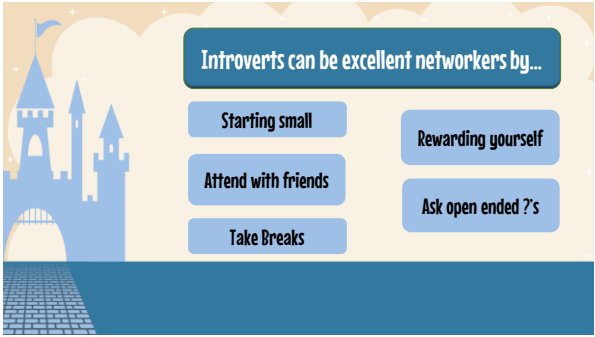 Introverts can be excellent networkers by...
Starting small
Attend with friends
Take Breaks
Rewarding yourself
Ask open ended ?'s